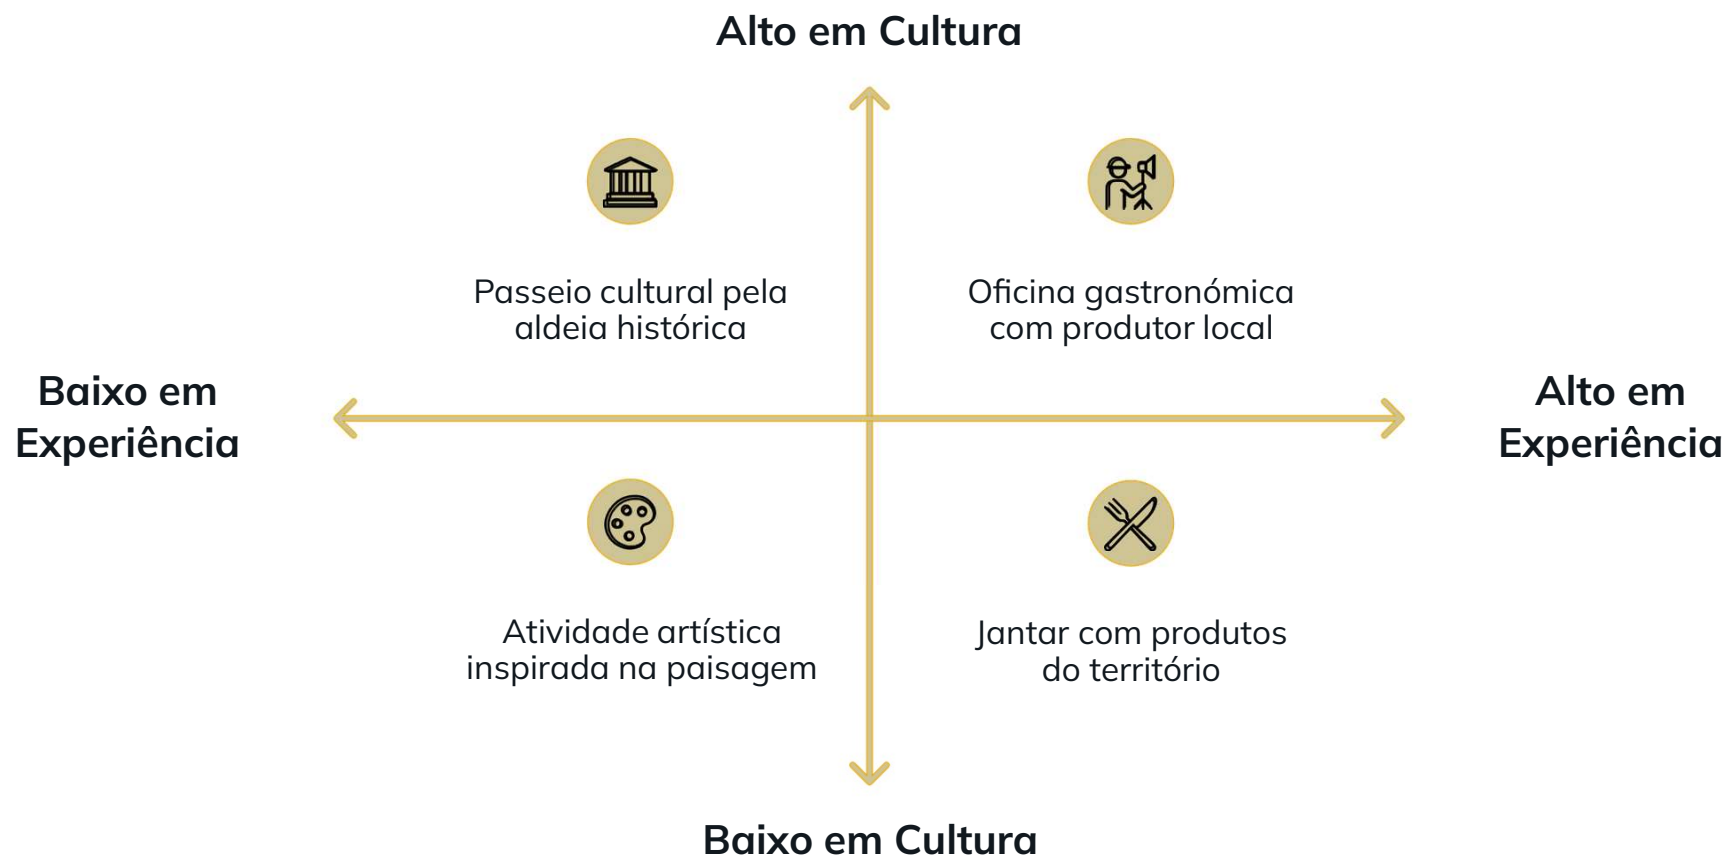 Alto em Cultura
Passeio cultural pela
aldeia histórica
Oficina gastronómica
com produtor local
Baixo em
Experiência
Alto em
Experiência
Atividade artística
inspirada na paisagem
Jantar com produtos
do território
Baixo em Cultura